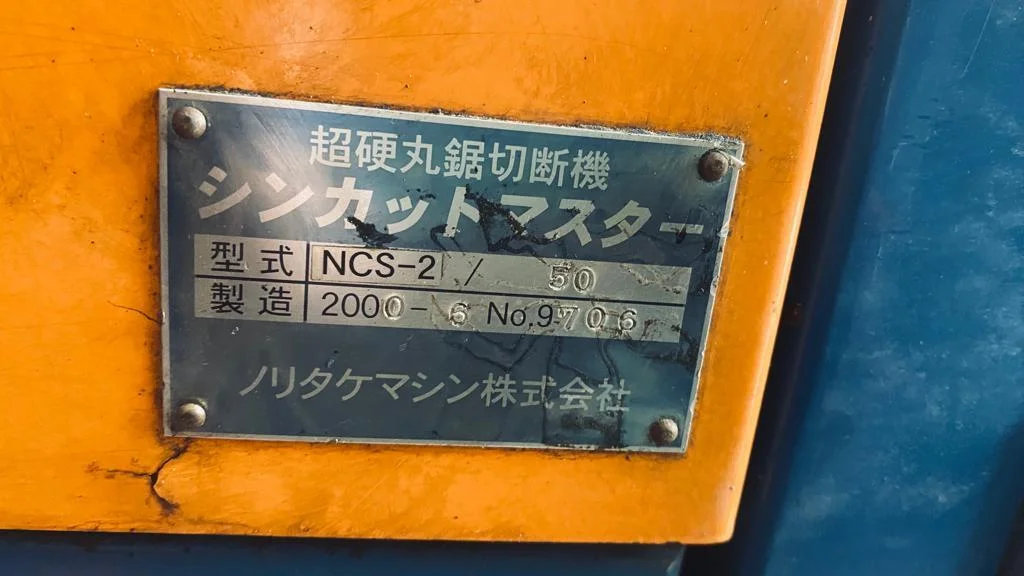 超硬丸鋸切断機
シンカットマスター
型式 NCS-2 / 50
製造 2000-6 No.9706
ノリタケマシン株式会社